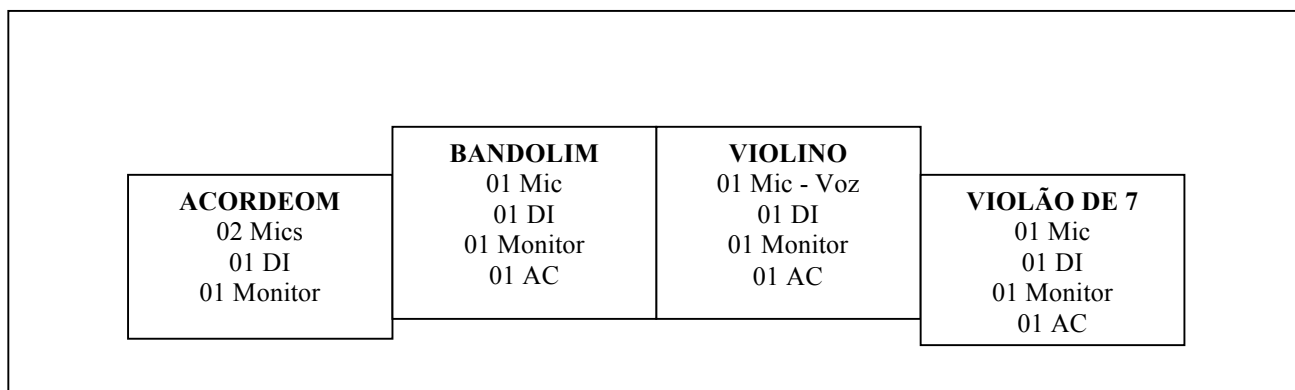 ACORDEOM
02 Mics
01 DI
01 Monitor
BANDOLIM
01 Mic
01 DI
01 Monitor
01 AC
VIOLINO
01 Mic - Voz
01 DI
01 Monitor
01 AC
VIOLÃO DE 7
01 Mic
01 DI
01 Monitor
01 AC